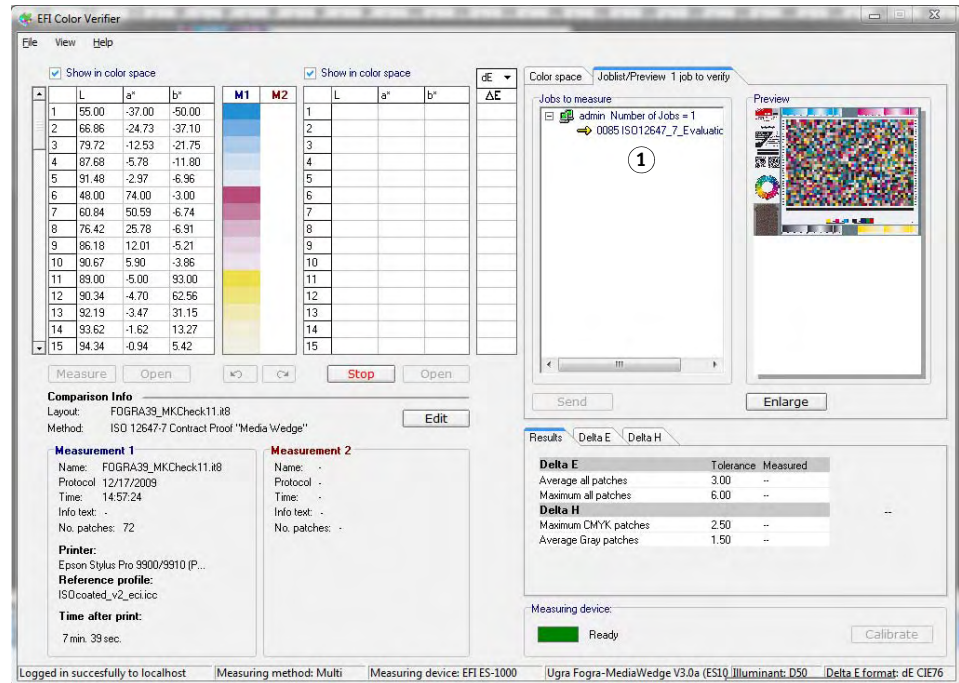 EFI Color Verifier
File View Help
Show in color space
L a* b* M1 M2
1 55.00 -37.00 -50.00
2 66.86 -24.73 -37.10
3 79.72 -12.53 -21.75
4 87.68 -5.78 -11.80
5 91.48 -2.97 -6.96
6 48.00 74.00 -3.00
7 60.84 50.59 -6.74
8 76.42 25.78 -6.91
9 86.18 12.01 -5.21
10 90.67 5.90 -3.86
11 89.00 -5.00 93.00
12 90.34 -4.70 62.56
13 92.19 -3.47 31.15
14 93.62 -1.62 13.27
15 94.34 -0.94 5.42
Show in color space
L a* b*
1
2
3
4
5
6
7
8
9
10
11
12
13
14
15
dE
ΔE
Measure Open Stop Open
Comparison Info
Layout: FOGRA39_MKCheck11.it8
Method: ISO 12647-7 Contract Proof "Media Wedge"
Edit
Measurement 1
Name: FOGRA39_MKCheck11.it8
Protocol 12/17/2009
Time: 14:57:24
Info text: -
No. patches: 72
Printer:
Epson Stylus Pro 9900/9910 (P...
Reference profile:
ISOcoated_v2_eci.icc
Time after print:
7 min. 39 sec.
Measurement 2
Name: -
Protocol -
Time: -
Info text: -
No. patches: -
Color space Joblist/Preview 1 job to verify
Jobs to measure
admin Number of Jobs = 1
0085 ISO12647_7_Evaluatic
1
Preview
Send Enlarge
Results Delta E Delta H
Delta E Tolerance Measured
Average all patches 3.00 --
Maximum all patches 6.00 --
Delta H
Maximum CMYK patches 2.50 --
Average Gray patches 1.50 --
--
Measuring device:
Ready Calibrate
Logged in succesfully to localhost Measuring method: Multi Measuring device: EFI ES-1000 Ugra Fogra-MediaWedge V3.0a (ES10 Illuminant: D50 Delta E format: dE CIE76